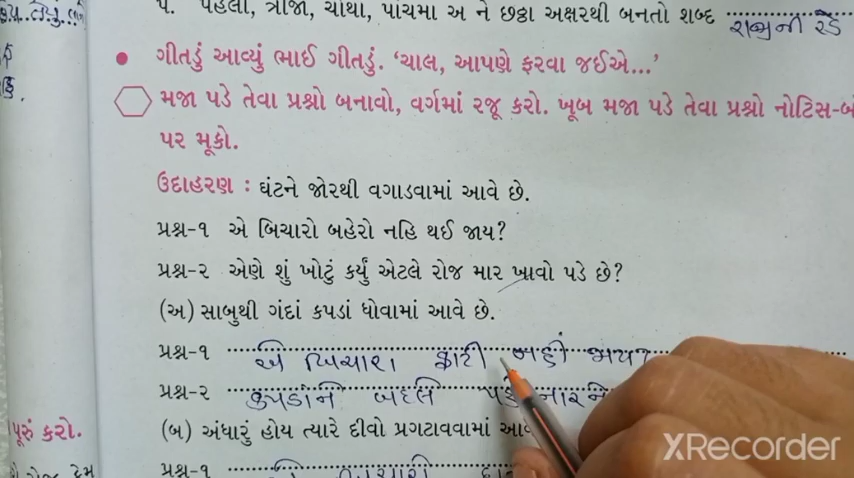 ૫. પહેલા, ત્રીજા, ચોથા, પાંચમા અ ને છઠ્ઠા અક્ષરથી બનતો શબ્દ
● ગીતડું આવ્યું ભાઈ ગીતડું. ‘ચાલ, આપણે ફરવા જઈએ...’
મજા પડે તેવા પ્રશ્નો બનાવો, વર્ગમાં રજૂ કરો. ખૂબ મજા પડે તેવા પ્રશ્નો નોટિસ-બ
પર મૂકો.
ઉદાહરણ : ઘંટને જોરથી વગાડવામાં આવે છે.
પ્રશ્ન-૧ એ બિચારો બહેરો નહિ થઈ જાય?
પ્રશ્ન-૨ એણે શું ખોટું કર્યું એટલે રોજ માર ખાવો પડે છે?
(અ) સાબુથી ગંદાં કપડાં ધોવામાં આવે છે.
પ્રશ્ન-૧ એ બિચારા ફાટી નહીં જાય?
પ્રશ્ન-૨ કપડાંને બદલે
પૂરું કરો.
(બ) અંધારું હોય ત્યારે દીવો પ્રગટાવવામાં આવ
પ્રશ્ન-૧
XRecorder